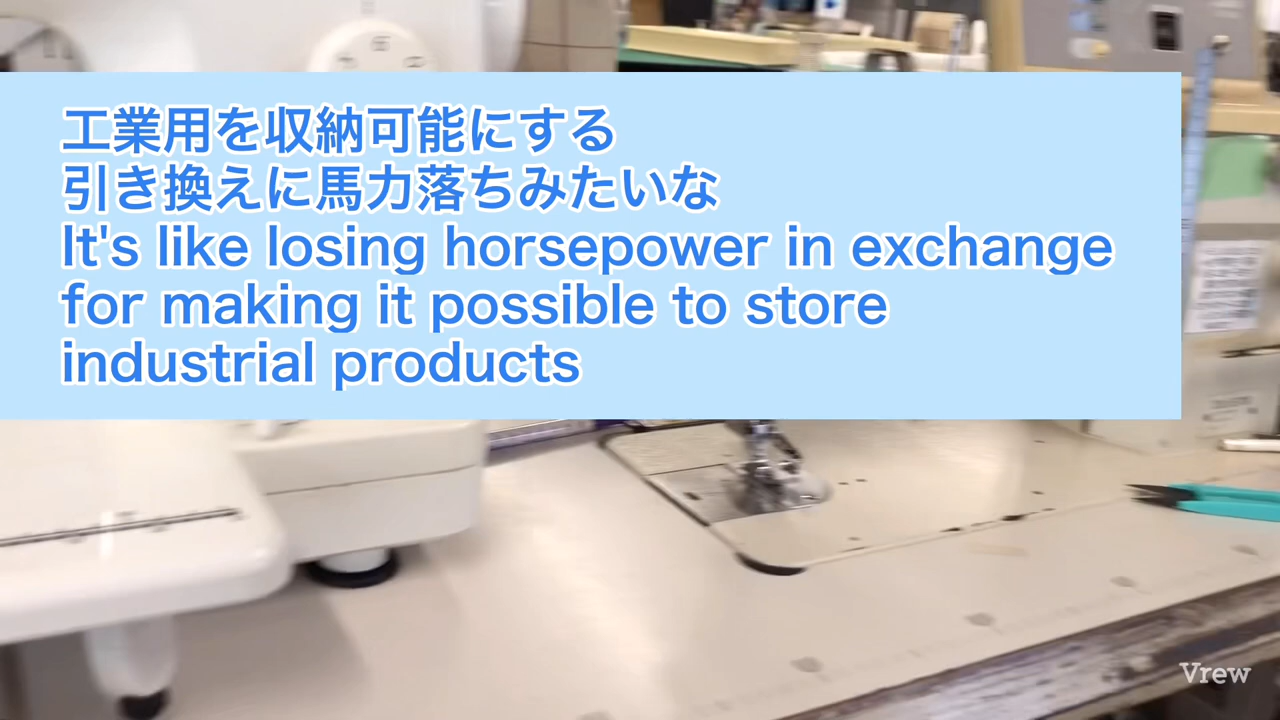 工業用を収納可能にする
引き換えに馬力落ちみたいな
It's like losing horsepower in exchange
for making it possible to store
industrial products
Vrew